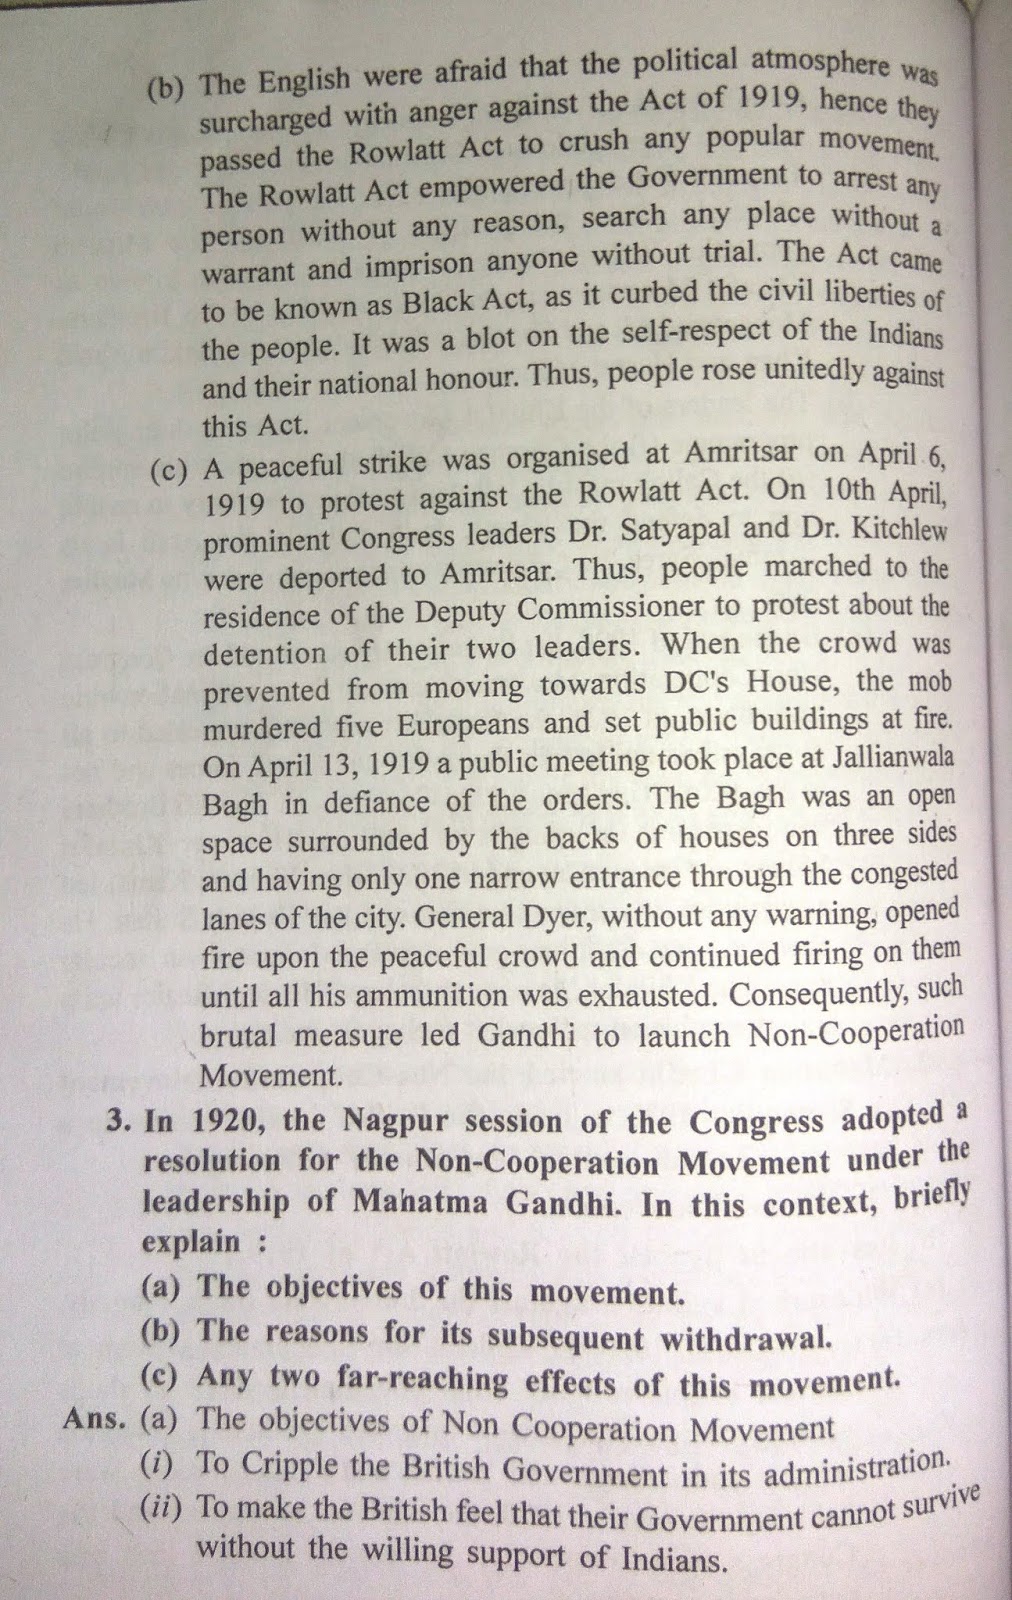 (b) The English were afraid that the political atmosphere was
surcharged with anger against the Act of 1919, hence they
passed the Rowlatt Act to crush any popular movement.
The Rowlatt Act empowered the Government to arrest any
person without any reason, search any place without a
warrant and imprison anyone without trial. The Act came
to be known as Black Act, as it curbed the civil liberties of
the people. It was a blot on the self-respect of the Indians
and their national honour. Thus, people rose unitedly against
this Act.
(c) A peaceful strike was organised at Amritsar on April 6,
1919 to protest against the Rowlatt Act. On 10th April,
prominent Congress leaders Dr. Satyapal and Dr. Kitchlew
were deported to Amritsar. Thus, people marched to the
residence of the Deputy Commissioner to protest about the
detention of their two leaders. When the crowd was
prevented from moving towards DC's House, the mob
murdered five Europeans and set public buildings at fire.
On April 13, 1919 a public meeting took place at Jallianwala
Bagh in defiance of the orders. The Bagh was an open
space surrounded by the backs of houses on three sides
and having only one narrow entrance through the congested
lanes of the city. General Dyer, without any warning, opened
fire upon the peaceful crowd and continued firing on them
until all his ammunition was exhausted. Consequently, such
brutal measure led Gandhi to launch Non-Cooperation
Movement.
3. In 1920, the Nagpur session of the Congress adopted a
resolution for the Non-Cooperation Movement under the
leadership of Mahatma Gandhi. In this context, briefly
explain :
(a) The objectives of this movement.
(b) The reasons for its subsequent withdrawal.
(c) Any two far-reaching effects of this movement.
Ans. (a) The objectives of Non Cooperation Movement
(i) To Cripple the British Government in its administration.
(ii) To make the British feel that their Government cannot survive
without the willing support of Indians.